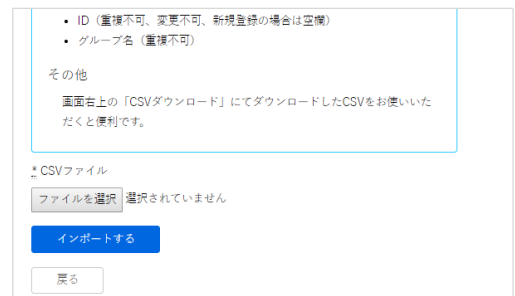 • ID（重複不可、変更不可、新規登録の場合は空欄）
• グループ名（重複不可）
その他
画面右上の「CSVダウンロード」にてダウンロードしたCSVをお使いいた
だくと便利です。
* CSVファイル
ファイルを選択 選択されていません
インポートする
戻る